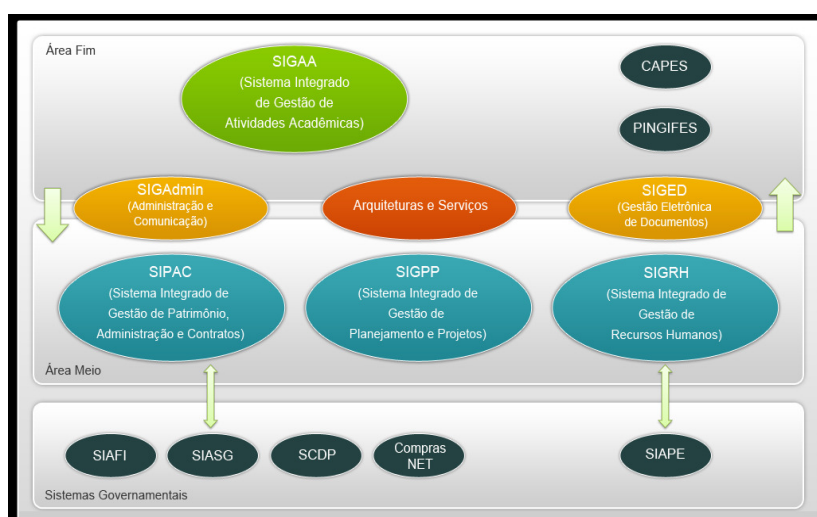 Área Fim
SIGAA
(Sistema Integrado
de Gestão de
Atividades Acadêmicas)
CAPES
PINGIFES
SIGAdmin
(Administração e
Comunicação)
Arquiteturas e Serviços
SIGED
(Gestão Eletrônica
de Documentos)
SIPAC
(Sistema Integrado de
Gestão de Patrimônio,
Administração e Contratos)
SIGPP
(Sistema Integrado de
Gestão de
Planejamento e Projetos)
SIGRH
(Sistema Integrado de
Gestão de
Recursos Humanos)
Área Meio
SIAFI
SIASG
SCDP
Compras
NET
SIAPE
Sistemas Governamentais